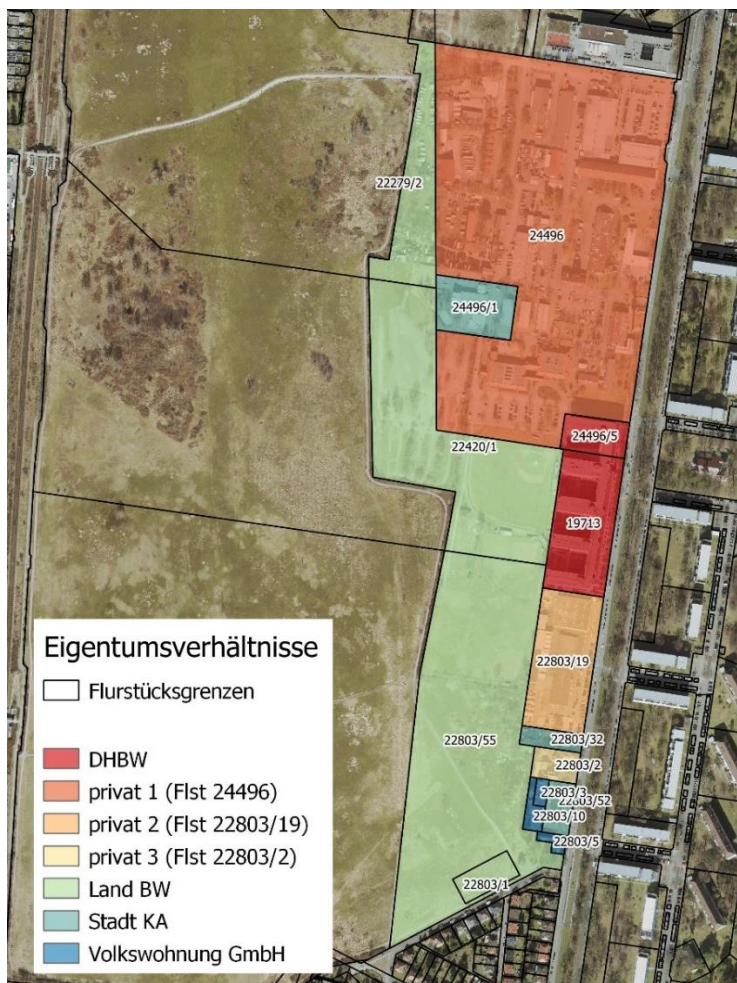 22279/2
24496
24496/1
24496/5
22420/1
19713
22803/19
22803/55
22803/32
22803/2
22803/3
22803/52
22803/10
22803/5
22803/1
Eigentumsverhältnisse
Flurstücksgrenzen
DHBW
privat 1 (Flst 24496)
privat 2 (Flst 22803/19)
privat 3 (Flst 22803/2)
Land BW
Stadt KA
Volkswohnung GmbH